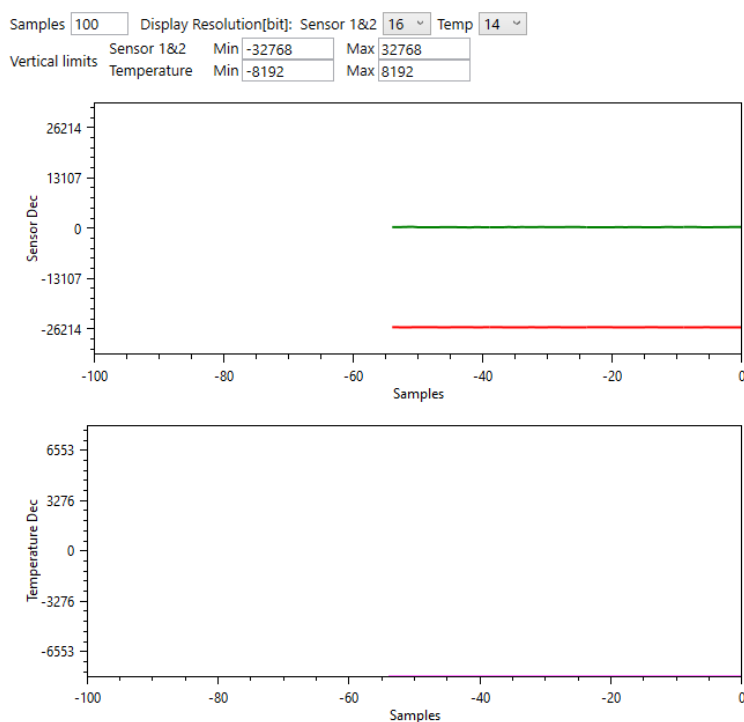 Samples 100 Display Resolution[bit]: Sensor 1&2 16 Temp 14
Vertical limits Sensor 1&2 Min -32768 Max 32768
Temperature Min -8192 Max 8192
26214
13107
Sensor Dec
0
-13107
-26214
-100 -80 -60 -40 -20 0
Samples
6553
3276
Temperature Dec
0
-3276
-6553
-100 -80 -60 -40 -20 0
Samples